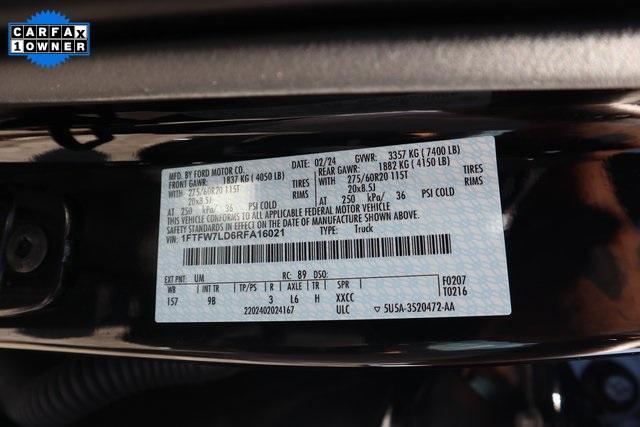 CARFAX
1 OWNER
MFD. BY FORD MOTOR CO. DATE: 02/24 GVWR: 3357 KG ( 7400 LB)
FRONT GAWR: 1837 KG ( 4050 LB) REAR GAWR: 1882 KG ( 4150 LB)
WITH 275/60R20 115T TIRES WITH 275/60R20 115T TIRES
20x8.5J RIMS 20x8.5J RIMS
AT 250 kPa/ 36 PSI COLD AT 250 kPa/ 36 PSI COLD
THIS VEHICLE CONFORMS TO ALL APPLICABLE FEDERAL MOTOR VEHICLE
SAFETY STANDARDS IN EFFECT ON THE DATE OF MANUFACTURE SHOWN ABOVE.
VIN: 1FTFW7LD6RFA16021 TYPE: Truck
EXT PNT: UM RC: 89 DSO: F0207
WB INT TR TP/PS R AXLE TR SPR T0216
157 9B 3 L6 H XXCC
2202402024167 ULC ▽ 5U5A-3520472-AA